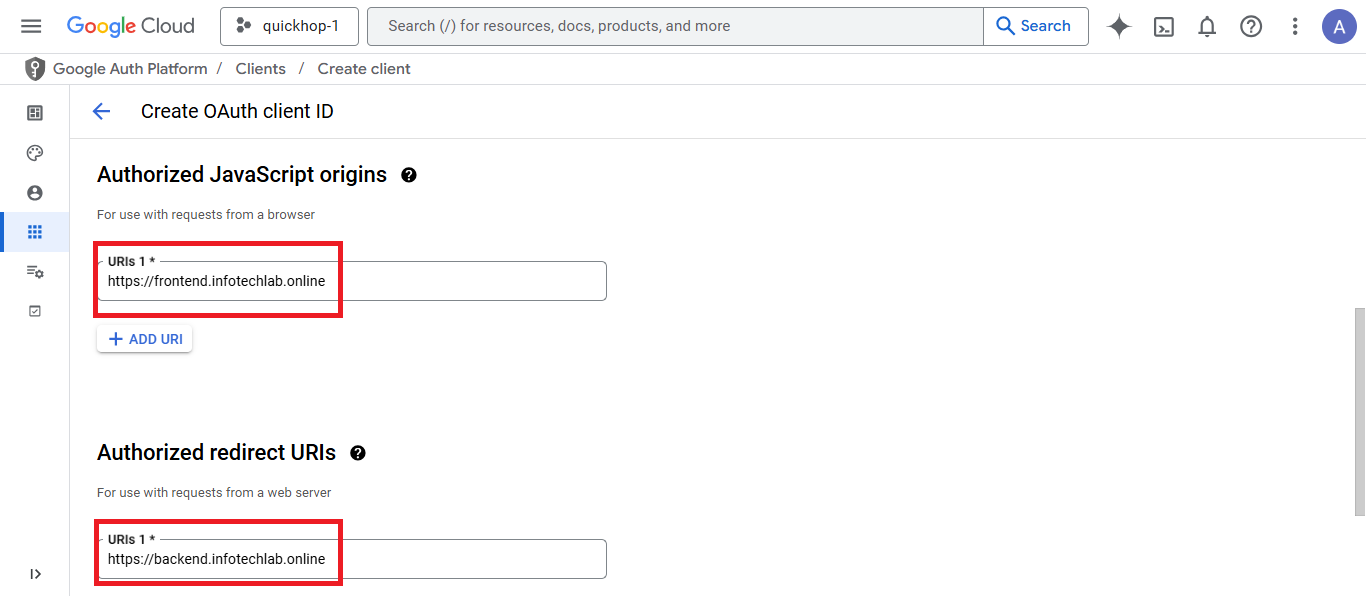 Google Cloud
quickhop-1
Search (/) for resources, docs, products, and more
Search
A
Google Auth Platform / Clients / Create client
Create OAuth client ID
Authorized JavaScript origins
For use with requests from a browser
URIs 1 *
https://frontend.infotechlab.online
ADD URI
Authorized redirect URIs
For use with requests from a web server
URIs 1 *
https://backend.infotechlab.online